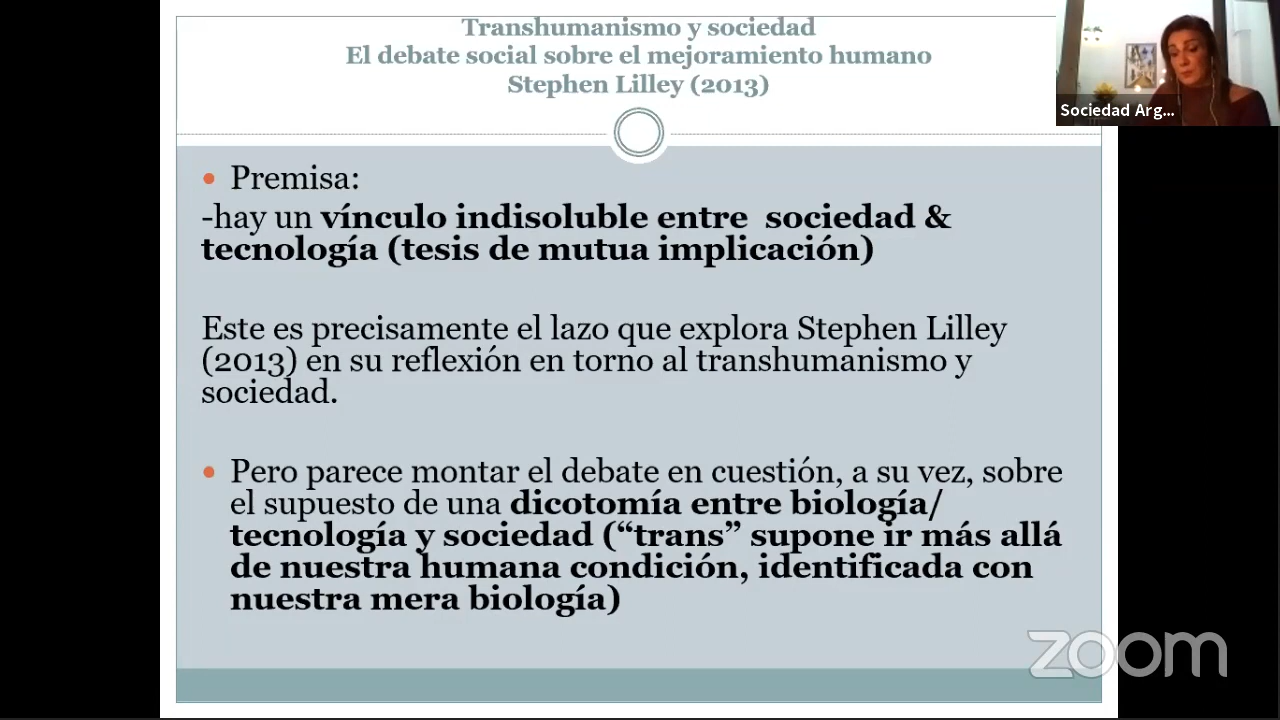 Transhumanismo y sociedad
El debate social sobre el mejoramiento humano
Stephen Lilley (2013)
Sociedad Arg...
Premisa:
-hay un vínculo indisoluble entre sociedad &
tecnología (tesis de mutua implicación)
Este es precisamente el lazo que explora Stephen Lilley
(2013) en su reflexión en torno al transhumanismo y
sociedad.
Pero parece montar el debate en cuestión, a su vez, sobre
el supuesto de una dicotomía entre biología/
tecnología y sociedad (“trans” supone ir más allá
de nuestra humana condición, identificada con
nuestra mera biología)
zoom